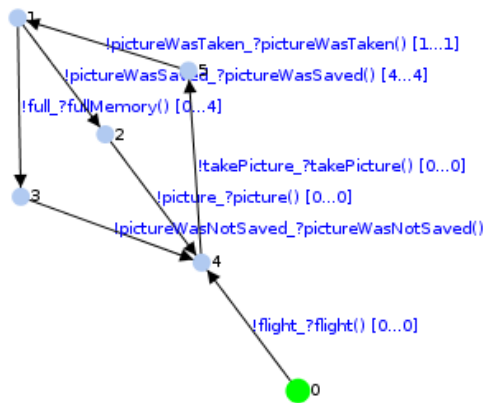 1
!pictureWasTaken_?pictureWasTaken() [1...1]
5
!pictureWasSaved_?pictureWasSaved() [4...4]
!full_?fullMemory() [0...4]
2
!takePicture_?takePicture() [0...0]
3
!picture_?picture() [0...0]
!pictureWasNotSaved_?pictureWasNotSaved()
4
!flight_?flight() [0...0]
0